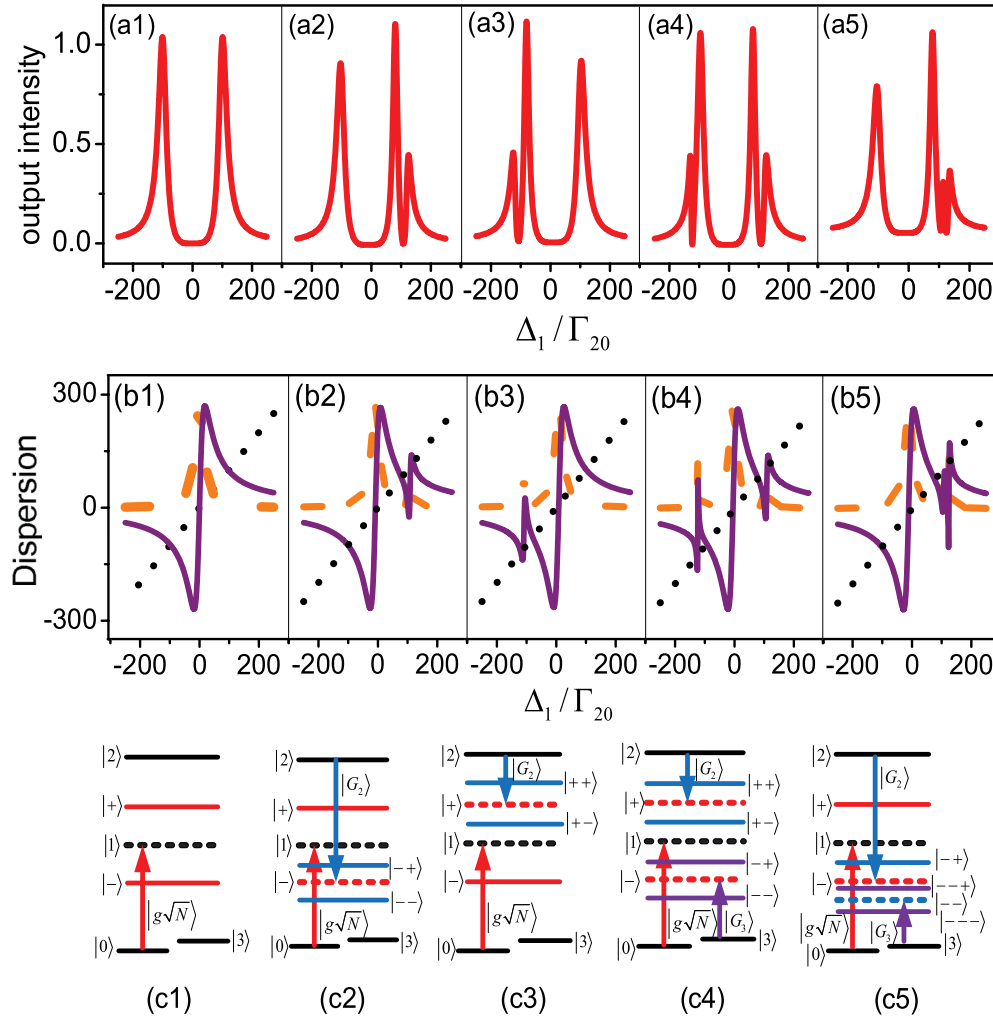 (a1) (a2) (a3) (a4) (a5)
output intensity
1.0
0.5
0.0
-200 0 200 -200 0 200 -200 0 200 -200 0 200 -200 0 200
Δ₁/Γ₂₀
(b1) (b2) (b3) (b4) (b5)
Dispersion
300
0
-300
-200 0 200 -200 0 200 -200 0 200 -200 0 200 -200 0 200
Δ₁/Γ₂₀
|2⟩
|+⟩
|1⟩
|-⟩
|g√N⟩
|0⟩ |3⟩
(c1)
|2⟩
|G₂⟩
|+⟩
|1⟩
|-+⟩
|-⟩
|--⟩
|g√N⟩
|0⟩ |3⟩
(c2)
|2⟩
|G₂⟩
|++⟩
|+⟩
|+-⟩
|1⟩
|-⟩
|g√N⟩
|0⟩ |3⟩
(c3)
|2⟩
|G₂⟩
|++⟩
|+⟩
|+-⟩
|1⟩
|-+⟩
|-⟩
|--⟩
|g√N⟩ |G₃⟩
|0⟩ |3⟩
(c4)
|2⟩
|G₂⟩
|+⟩
|1⟩
|-+⟩
|-⟩
|--+⟩
|--⟩
|---⟩
|g√N⟩ |G₃⟩
|0⟩ |3⟩
(c5)